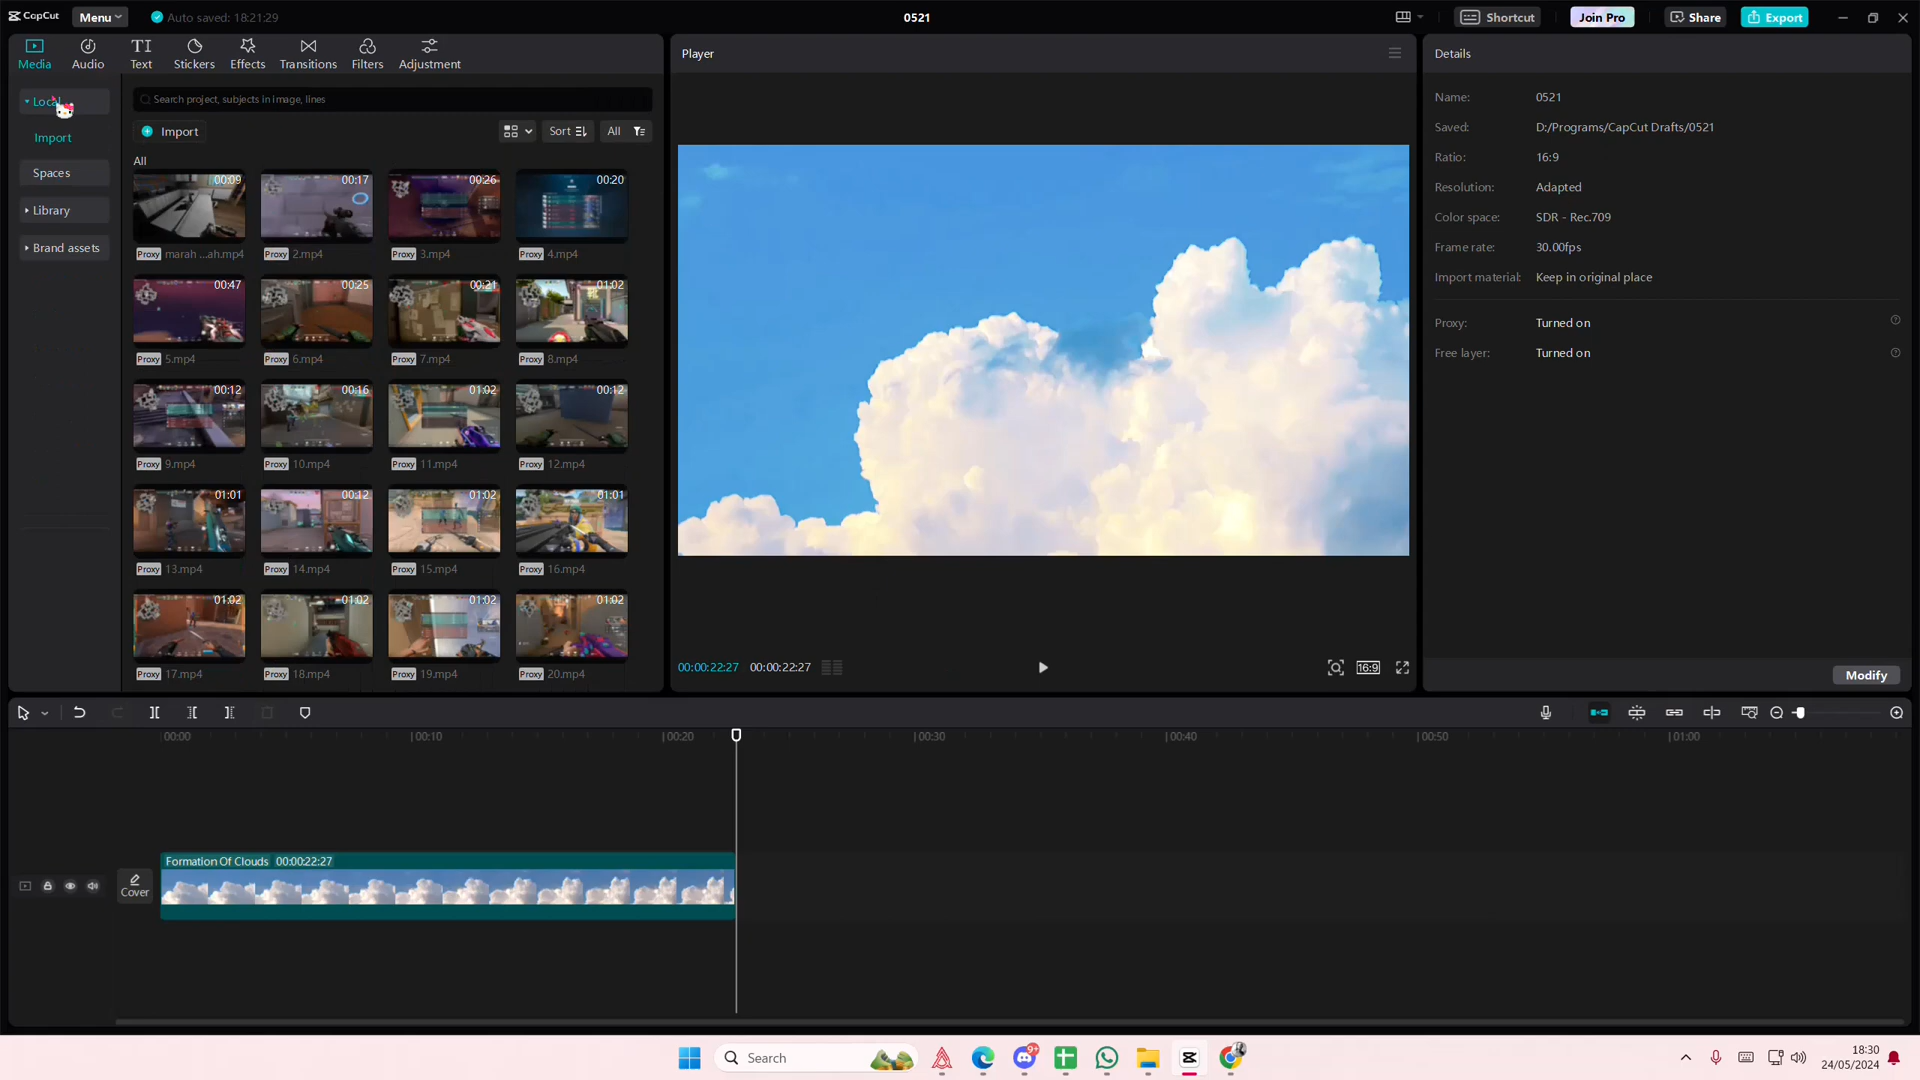 CapCut
Menu
Auto saved: 18:21:29
0521
Shortcut
Join Pro
Share
Export
Media
Audio
Text
Stickers
Effects
Transitions
Filters
Adjustment
Local
Import
Spaces
Library
Brand assets
Search project, subjects in image, lines
Import
Sort
All
All
00:09
00:17
00:26
00:20
Proxy marah ...ah.mp4
Proxy 2.mp4
Proxy 3.mp4
Proxy 4.mp4
00:47
00:25
00:21
01:02
Proxy 5.mp4
Proxy 6.mp4
Proxy 7.mp4
Proxy 8.mp4
00:12
00:16
01:02
00:12
Proxy 9.mp4
Proxy 10.mp4
Proxy 11.mp4
Proxy 12.mp4
01:01
00:12
01:02
01:01
Proxy 13.mp4
Proxy 14.mp4
Proxy 15.mp4
Proxy 16.mp4
01:02
01:02
01:02
01:02
Proxy 17.mp4
Proxy 18.mp4
Proxy 19.mp4
Proxy 20.mp4
Player
00:00:22:27 00:00:22:27
16:9
Details
Name: 0521
Saved: D:/Programs/CapCut Drafts/0521
Ratio: 16:9
Resolution: Adapted
Color space: SDR - Rec.709
Frame rate: 30.00fps
Import material: Keep in original place
Proxy: Turned on
Free layer: Turned on
Modify
00:00
00:10
00:20
00:30
00:40
00:50
01:00
Formation Of Clouds 00:00:22:27
Cover
Search
9+
18:30
24/05/2024